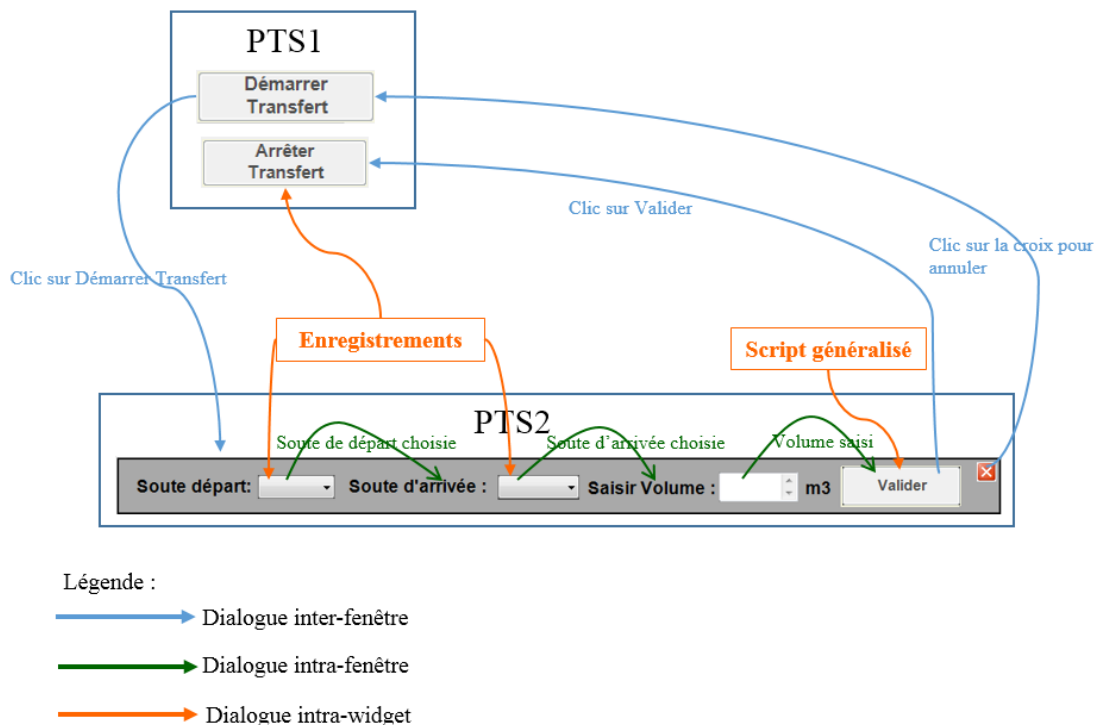 PTS1
Démarrer
Transfert
Arrêter
Transfert
Clic sur Valider
Clic sur la croix pour
annuler
Clic sur Démarrer Transfert
Enregistrements
Script généralisé
PTS2
Soute de départ choisie
Soute d'arrivée choisie
Volume saisi
Soute départ: Soute d'arrivée : Saisir Volume : m3 Valider
Légende :
Dialogue inter-fenêtre
Dialogue intra-fenêtre
Dialogue intra-widget